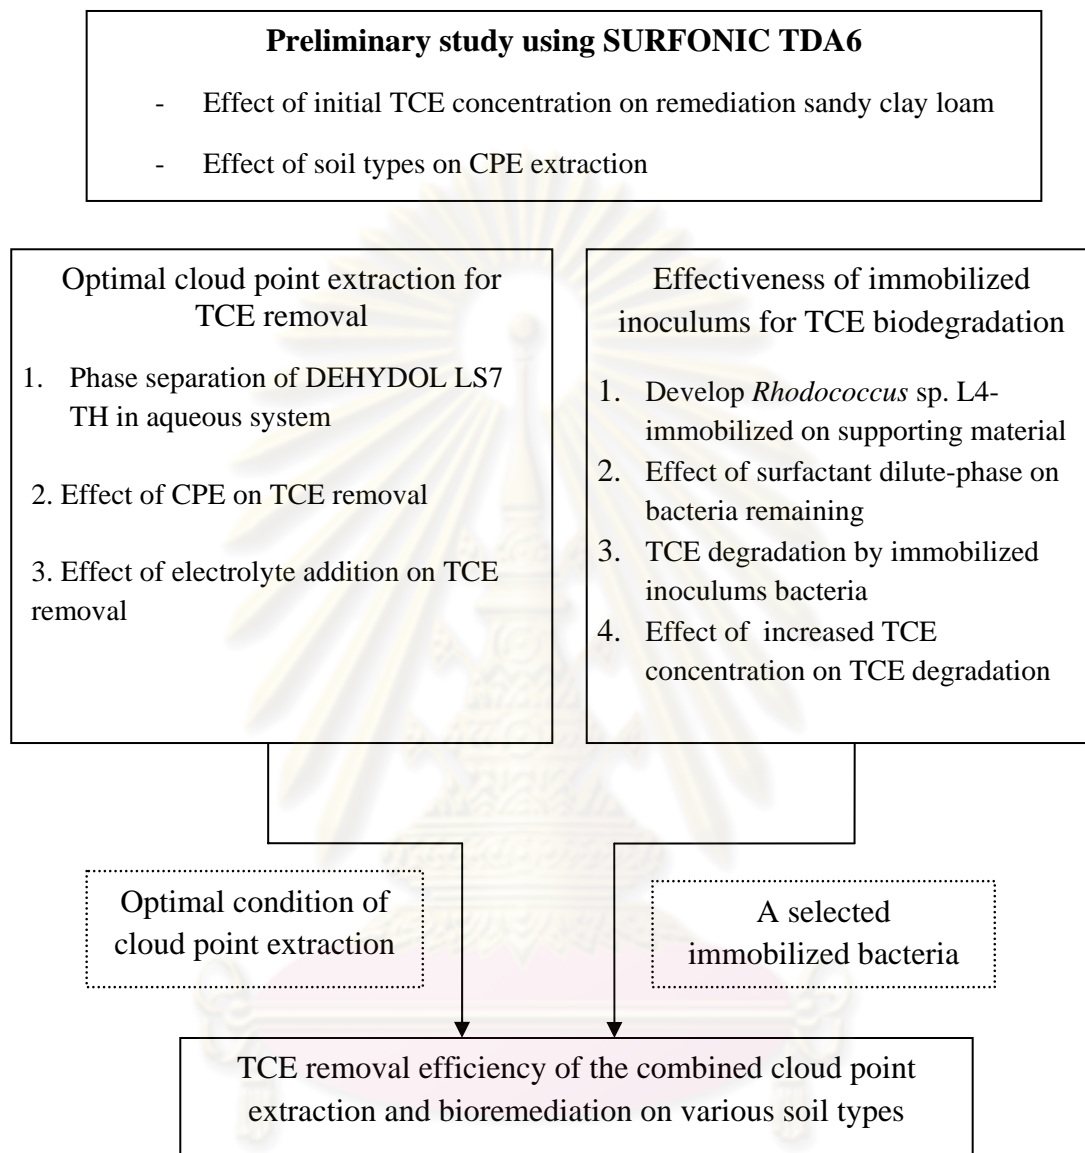 Preliminary study using SURFONIC TDA6
- Effect of initial TCE concentration on remediation sandy clay loam
- Effect of soil types on CPE extraction
Optimal cloud point extraction for
TCE removal
1. Phase separation of DEHYDOL LS7
TH in aqueous system
2. Effect of CPE on TCE removal
3. Effect of electrolyte addition on TCE
removal
Effectiveness of immobilized
inoculums for TCE biodegradation
1. Develop Rhodococcus sp. L4-
immobilized on supporting material
2. Effect of surfactant dilute-phase on
bacteria remaining
3. TCE degradation by immobilized
inoculums bacteria
4. Effect of increased TCE
concentration on TCE degradation
Optimal condition of
cloud point extraction
A selected
immobilized bacteria
TCE removal efficiency of the combined cloud point
extraction and bioremediation on various soil types